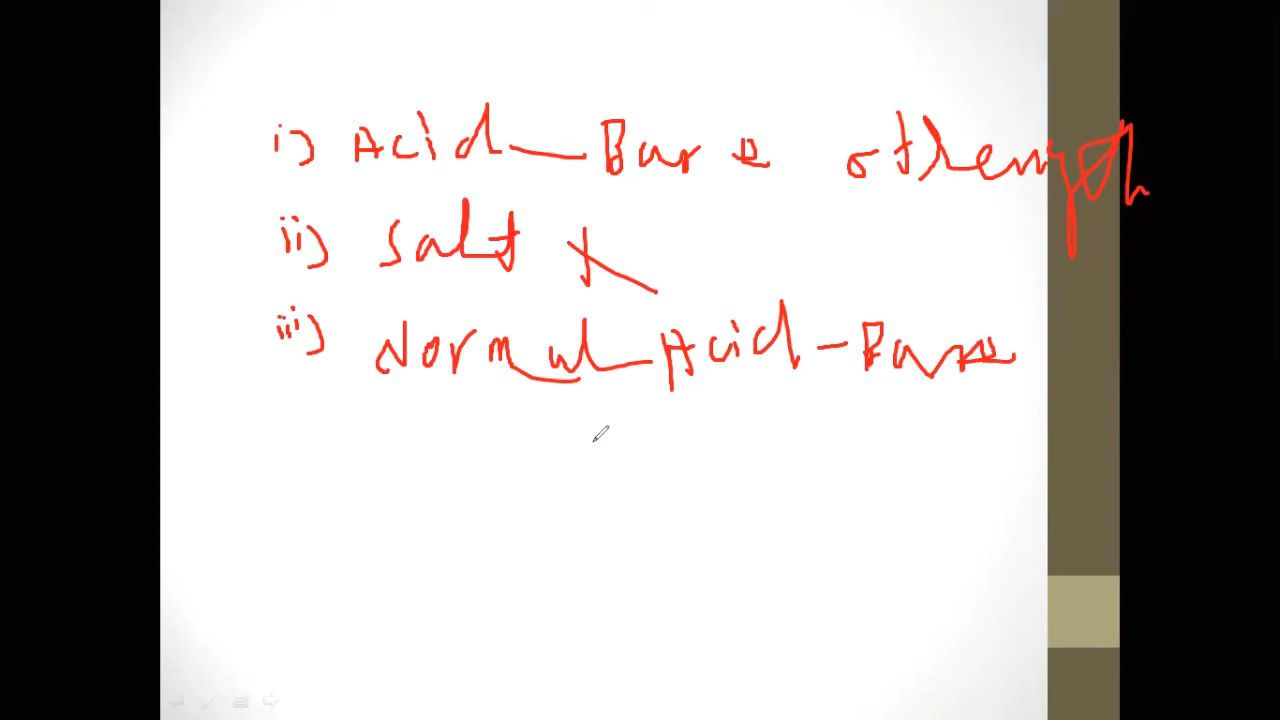 i) Acid-Base strength
ii) Salt
iii) Normal Acid-Base